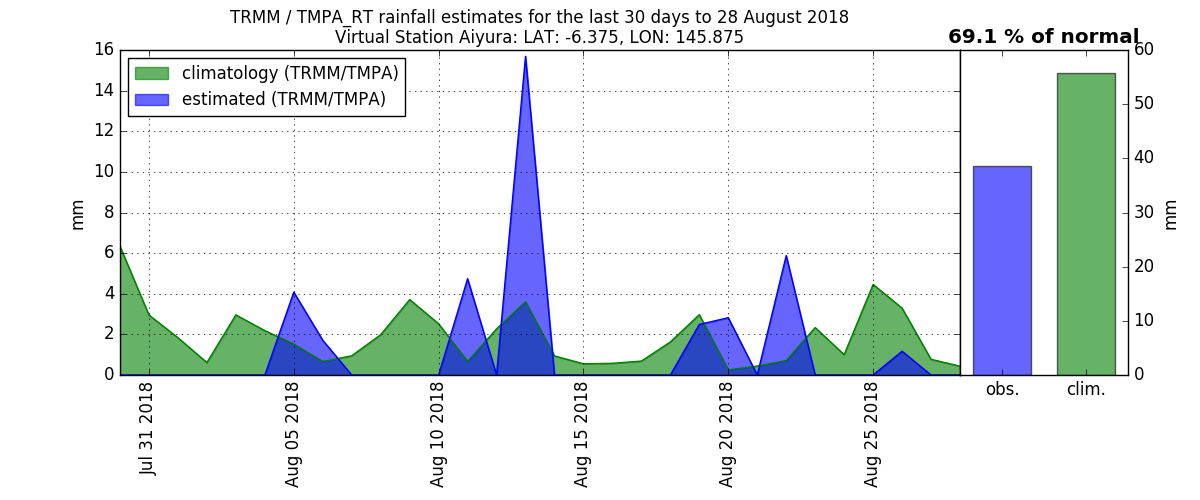 TRMM / TMPA_RT rainfall estimates for the last 30 days to 28 August 2018
Virtual Station Aiyura: LAT: -6.375, LON: 145.875
69.1 % of normal
climatology (TRMM/TMPA)
estimated (TRMM/TMPA)
16
14
12
10
8
6
4
2
0
mm
Jul 31 2018
Aug 05 2018
Aug 10 2018
Aug 15 2018
Aug 20 2018
Aug 25 2018
60
50
40
30
20
10
0
mm
obs.
clim.